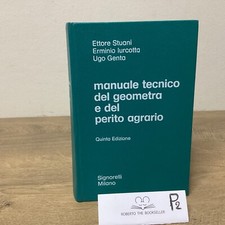 Ettore Stuani
Erminio Iurcotta
Ugo Genta
manuale tecnico
del geometra
e del
perito agrario
Quinta Edizione
Signorelli
Milano
P2
ROBERTO THE BOOKSELLER